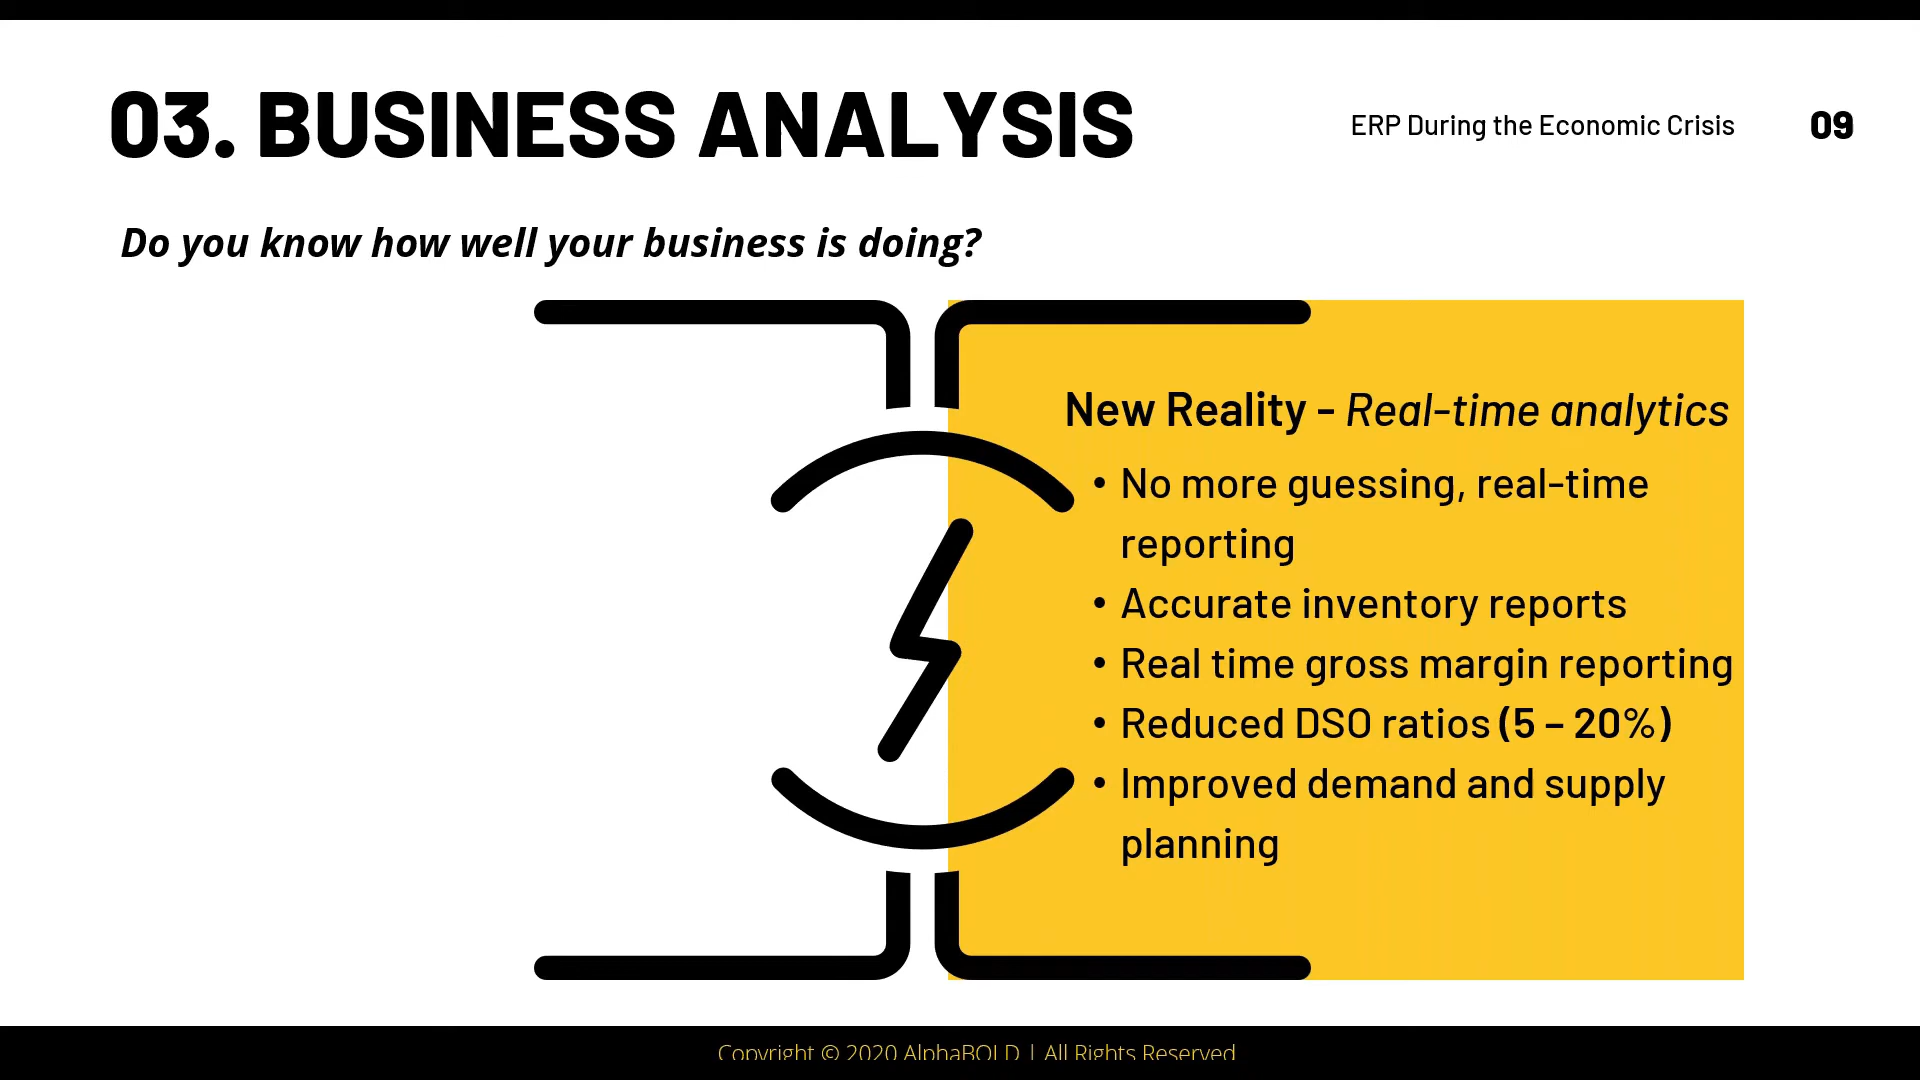 03. BUSINESS ANALYSIS
ERP During the Economic Crisis
09
Do you know how well your business is doing?
New Reality - Real-time analytics
• No more guessing, real-time
reporting
• Accurate inventory reports
• Real time gross margin reporting
• Reduced DSO ratios (5 – 20%)
• Improved demand and supply
planning
Copyright © 2020 AlphaBOLD | All Rights Reserved